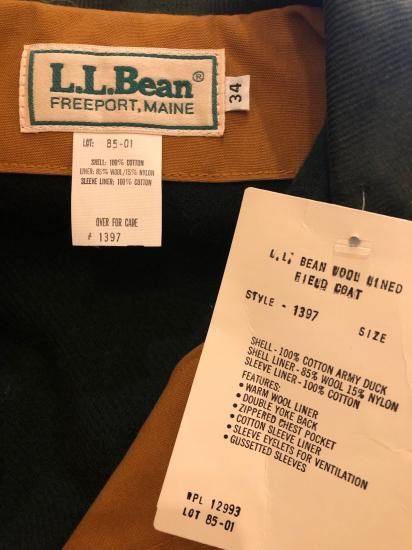 L.L.Bean®
FREEPORT, MAINE
34
LOT: 85-01
SHELL: 100% COTTON
LINER: 85% WOOL/15% NYLON
SLEEVE LINER: 100% COTTON
OVER FOR CARE
# 1397
L.L. BEAN WOOL LINED
FIELD COAT
STYLE - 1397
SIZE
SHELL - 100% COTTON ARMY DUCK
SHELL LINER - 85% WOOL 15% NYLON
SLEEVE LINER - 100% COTTON
FEATURES:
• WARM WOOL LINER
• DOUBLE YOKE BACK
• ZIPPERED CHEST POCKET
• COTTON SLEEVE LINER
• SLEEVE EYELETS FOR VENTILATION
• GUSSETTED SLEEVES
WPL 12993
LOT 85-01